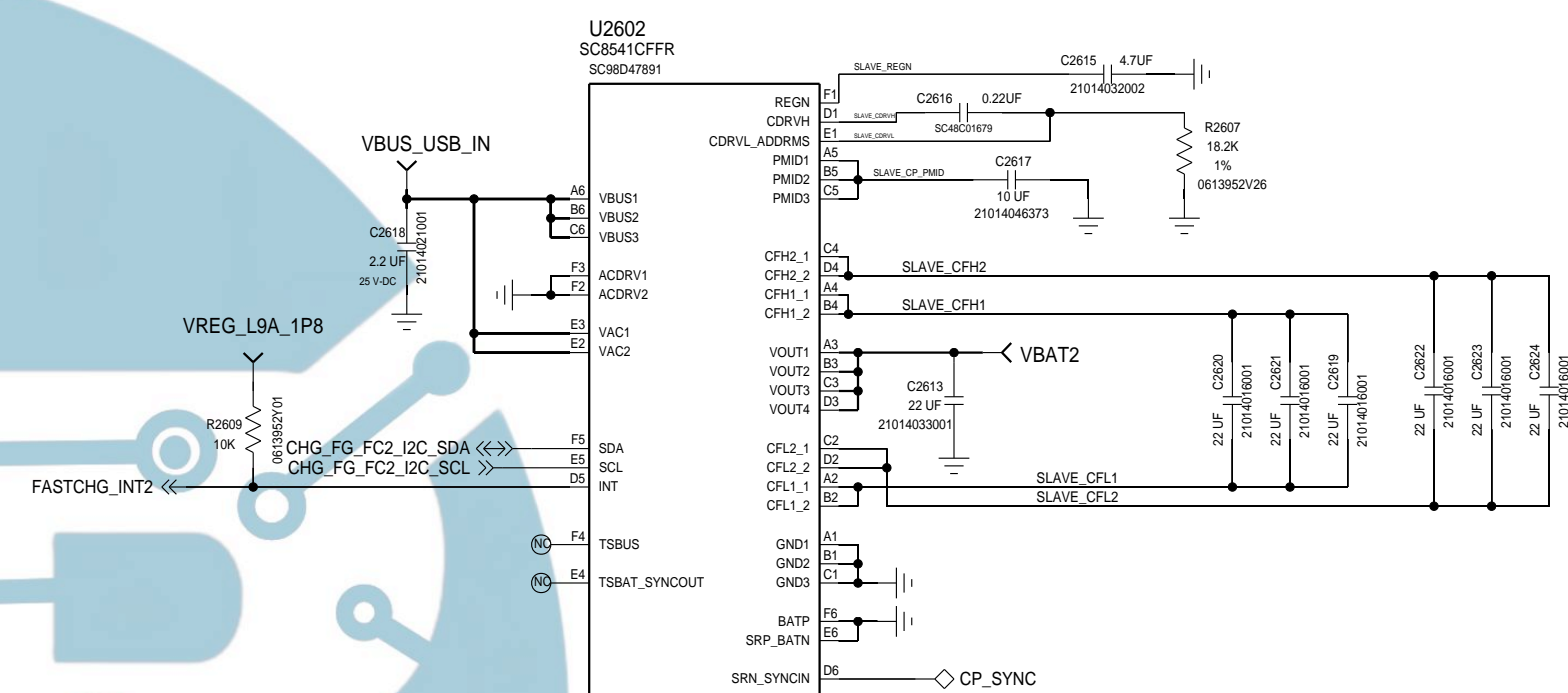 U2602
SC8541CFFR
SC98D47891
VBUS_USB_IN
C2618
2.2 UF
25 V-DC
21014021001
VREG_L9A_1P8
R2609
10K
0613952Y01
CHG_FG_FC2_I2C_SDA
CHG_FG_FC2_I2C_SCL
FASTCHG_INT2
NC
NC
A6 VBUS1
B6 VBUS2
C6 VBUS3
F3 ACDRV1
F2 ACDRV2
E3 VAC1
E2 VAC2
F5 SDA
E5 SCL
D5 INT
F4 TSBUS
E4 TSBAT_SYNCOUT
REGN F1
CDRVH D1
CDRVL_ADDRMS E1
PMID1 A5
PMID2 B5
PMID3 C5
CFH2_1 C4
CFH2_2 D4
CFH1_1 A4
CFH1_2 B4
VOUT1 A3
VOUT2 B3
VOUT3 C3
VOUT4 D3
CFL2_1 C2
CFL2_2 D2
CFL1_1 A2
CFL1_2 B2
GND1 A1
GND2 B1
GND3 C1
BATP F6
SRP_BATN E6
SRN_SYNCIN D6
SLAVE_REGN
C2615 4.7UF
21014032002
SLAVE_CDRVH
C2616 0.22UF
SC48C01679
SLAVE_CDRVL
R2607
18.2K
1%
0613952V26
SLAVE_CP_PMID
C2617
10 UF
21014046373
SLAVE_CFH2
SLAVE_CFH1
VBAT2
C2613
22 UF
21014033001
SLAVE_CFL1
SLAVE_CFL2
22 UF C2620
21014016001
22 UF C2621
21014016001
22 UF C2619
21014016001
22 UF C2622
21014016001
22 UF C2623
21014016001
22 UF C2624
21014016001
CP_SYNC